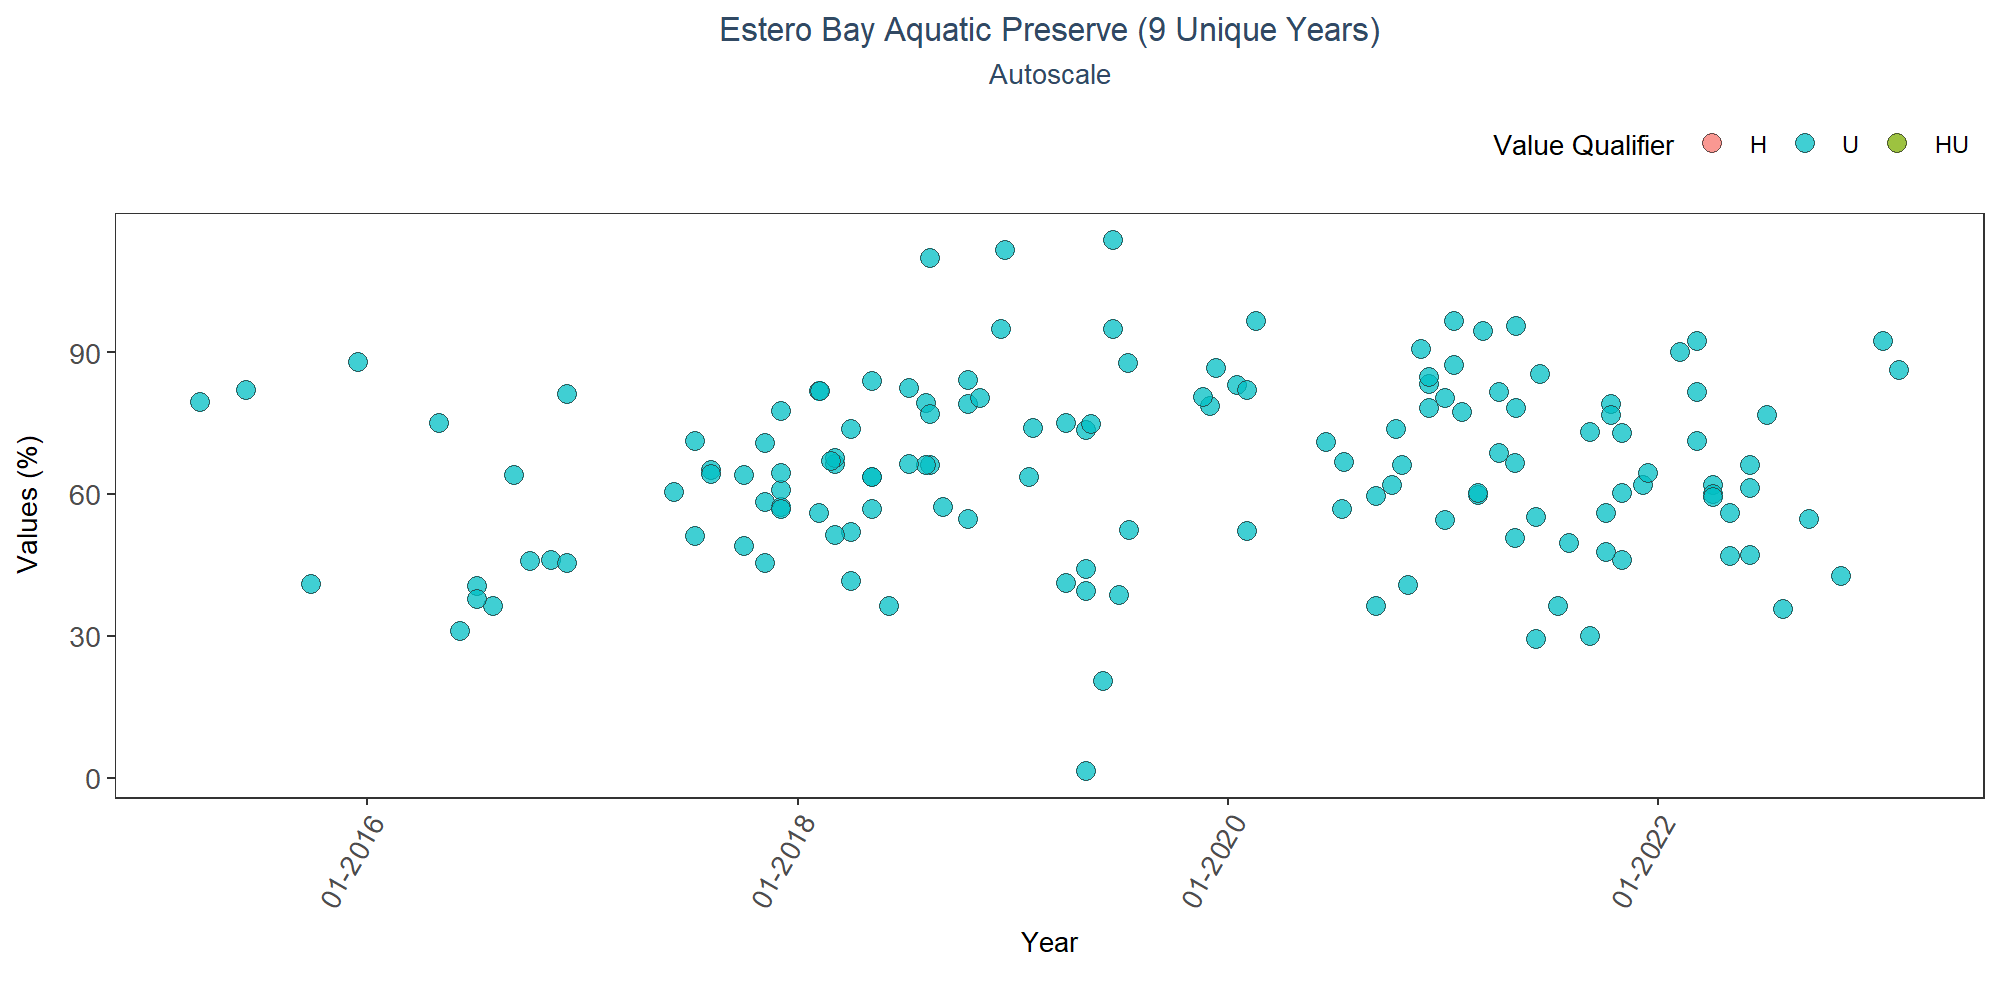 Estero Bay Aquatic Preserve (9 Unique Years)
Autoscale
Value Qualifier H U HU
Values (%)
90
60
30
0
01-2016 01-2018 01-2020 01-2022
Year